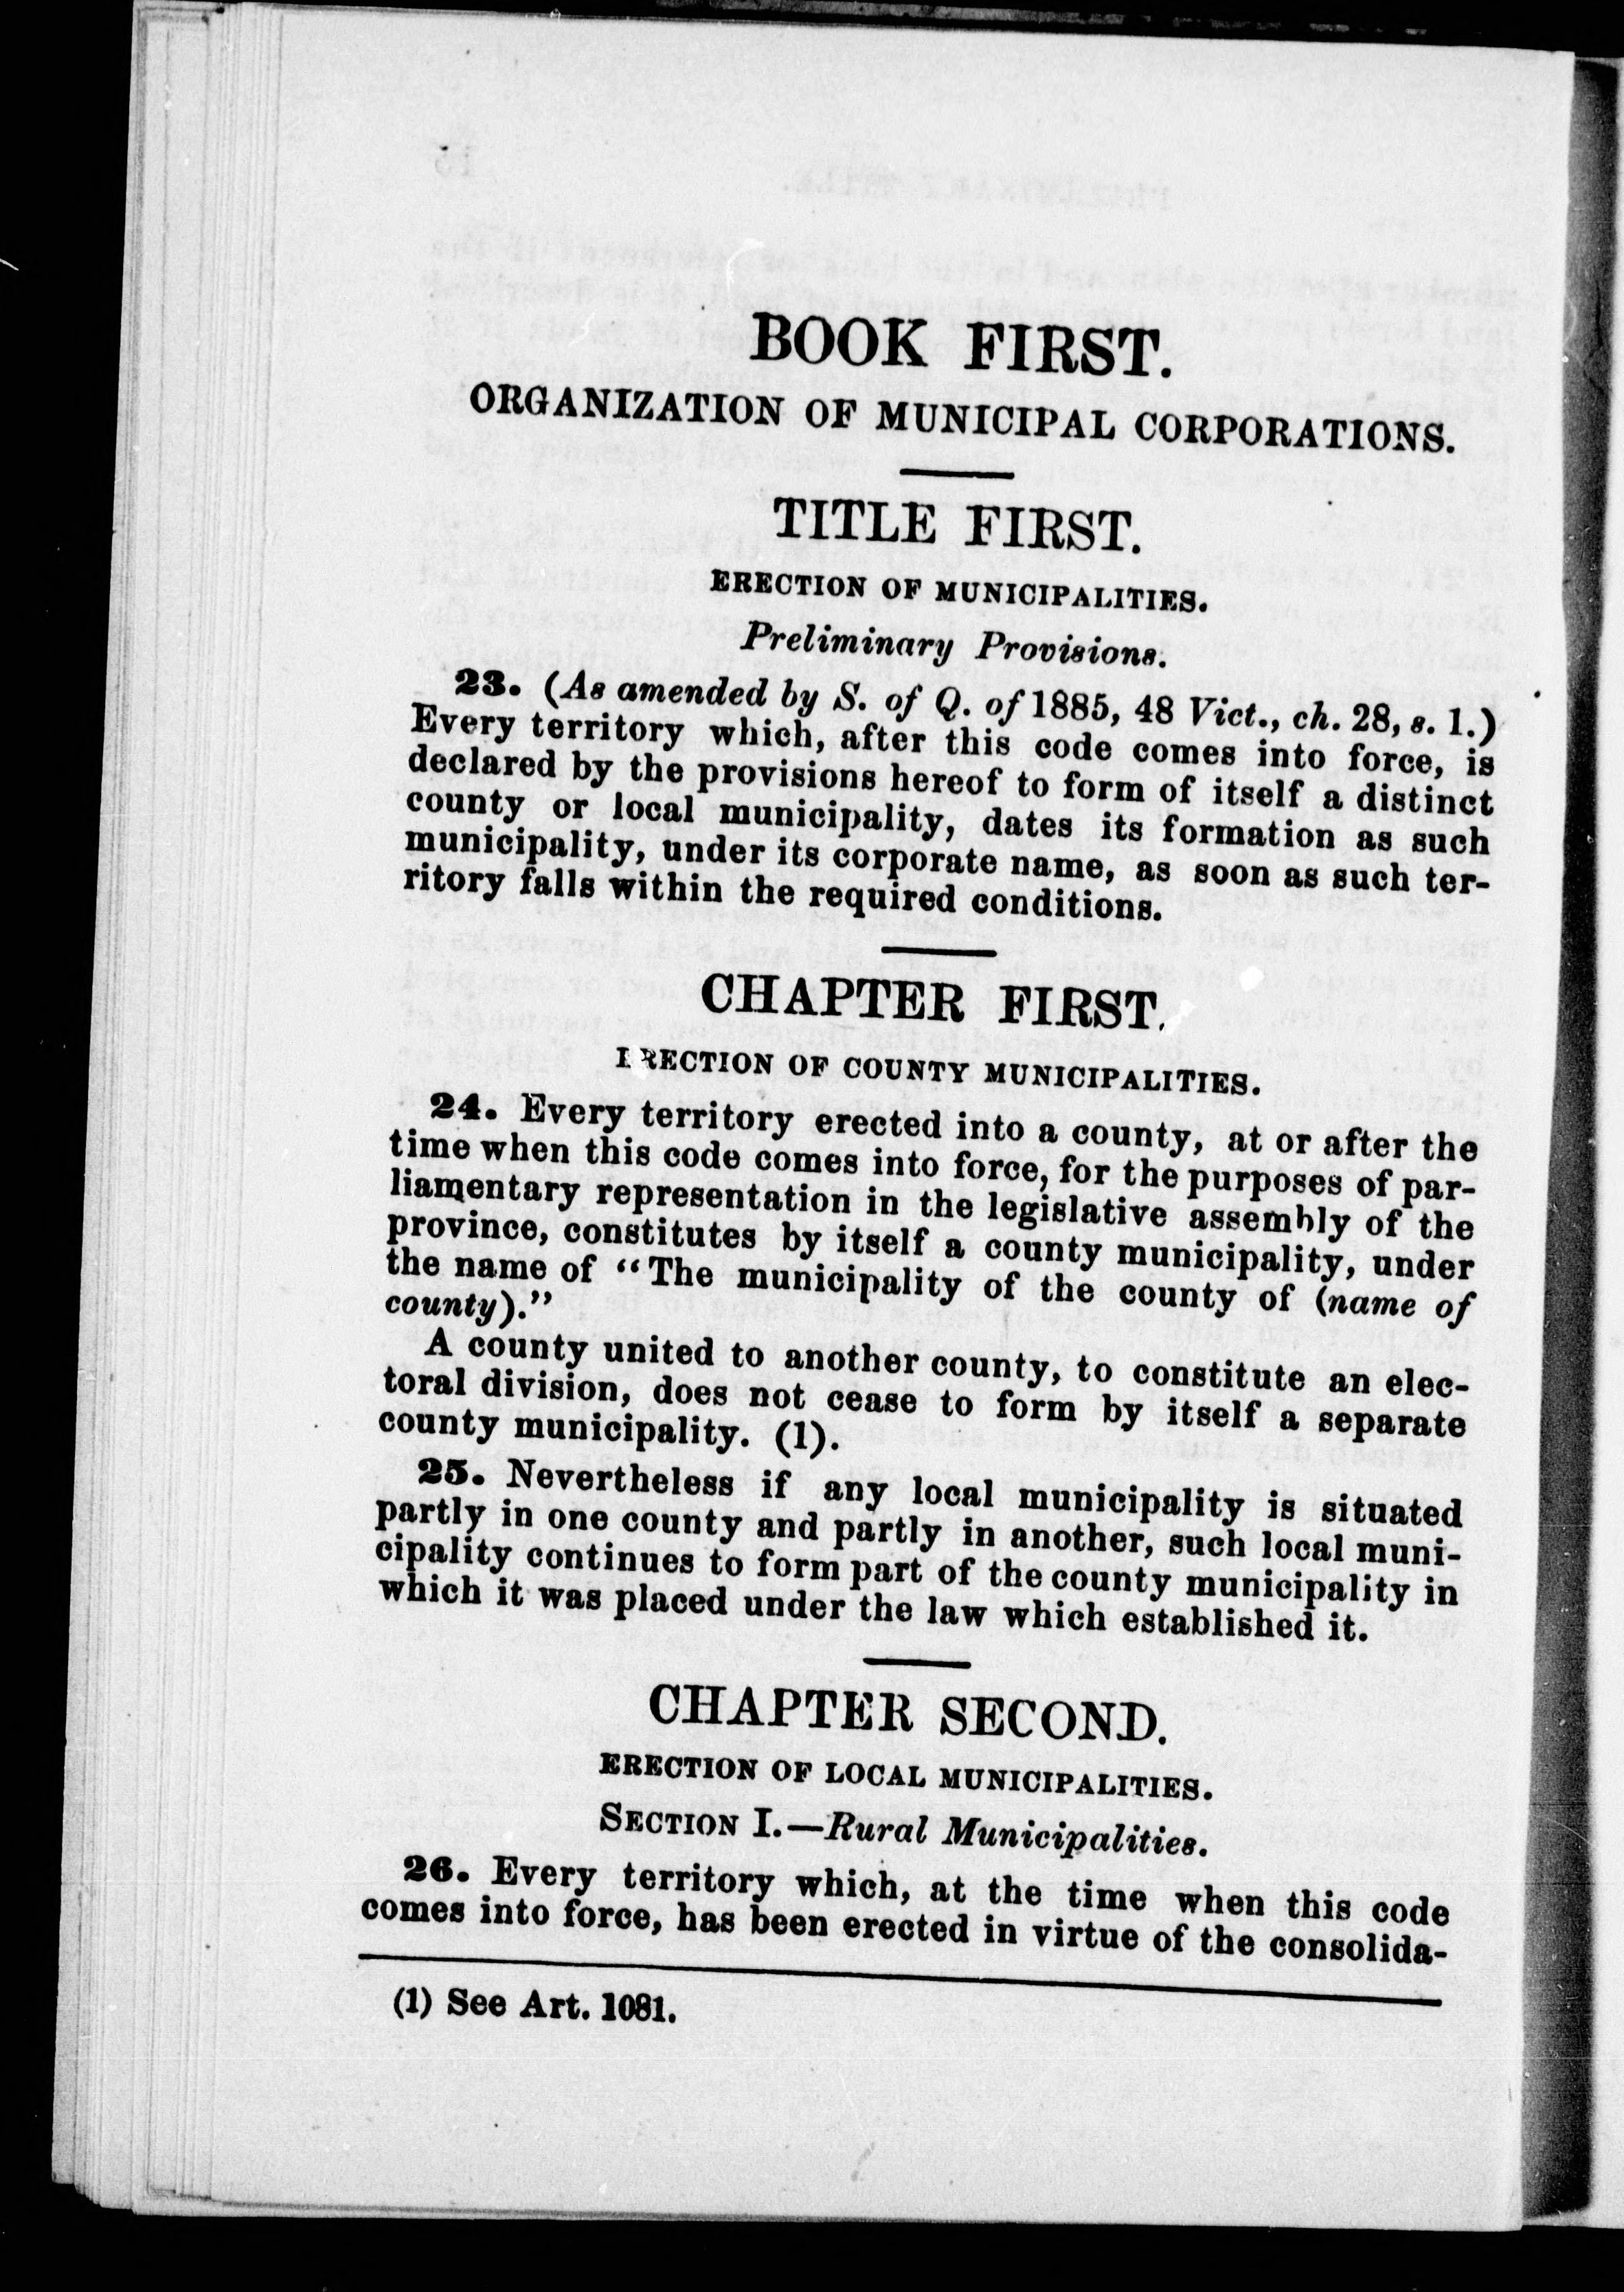 BOOK FIRST.
ORGANIZATION OF MUNICIPAL CORPORATIONS.
TITLE FIRST.
ERECTION OF MUNICIPALITIES.
Preliminary Provisions.
23. (As amended by S. of Q. of 1885, 48 Vict., ch. 28, s. 1.)
Every territory which, after this code comes into force, is
declared by the provisions hereof to form of itself a distinct
county or local municipality, dates its formation as such
municipality, under its corporate name, as soon as such ter-
ritory falls within the required conditions.
CHAPTER FIRST.
ERECTION OF COUNTY MUNICIPALITIES.
24. Every territory erected into a county, at or after the
time when this code comes into force, for the purposes of par-
liamentary representation in the legislative assembly of the
province, constitutes by itself a county municipality, under
the name of “The municipality of the county of (name of
county).”
A county united to another county, to constitute an elec-
toral division, does not cease to form by itself a separate
county municipality. (1).
25. Nevertheless if any local municipality is situated
partly in one county and partly in another, such local muni-
cipality continues to form part of the county municipality in
which it was placed under the law which established it.
CHAPTER SECOND.
ERECTION OF LOCAL MUNICIPALITIES.
SECTION I.—Rural Municipalities.
26. Every territory which, at the time when this code
comes into force, has been erected in virtue of the consolida-
(1) See Art. 1081.